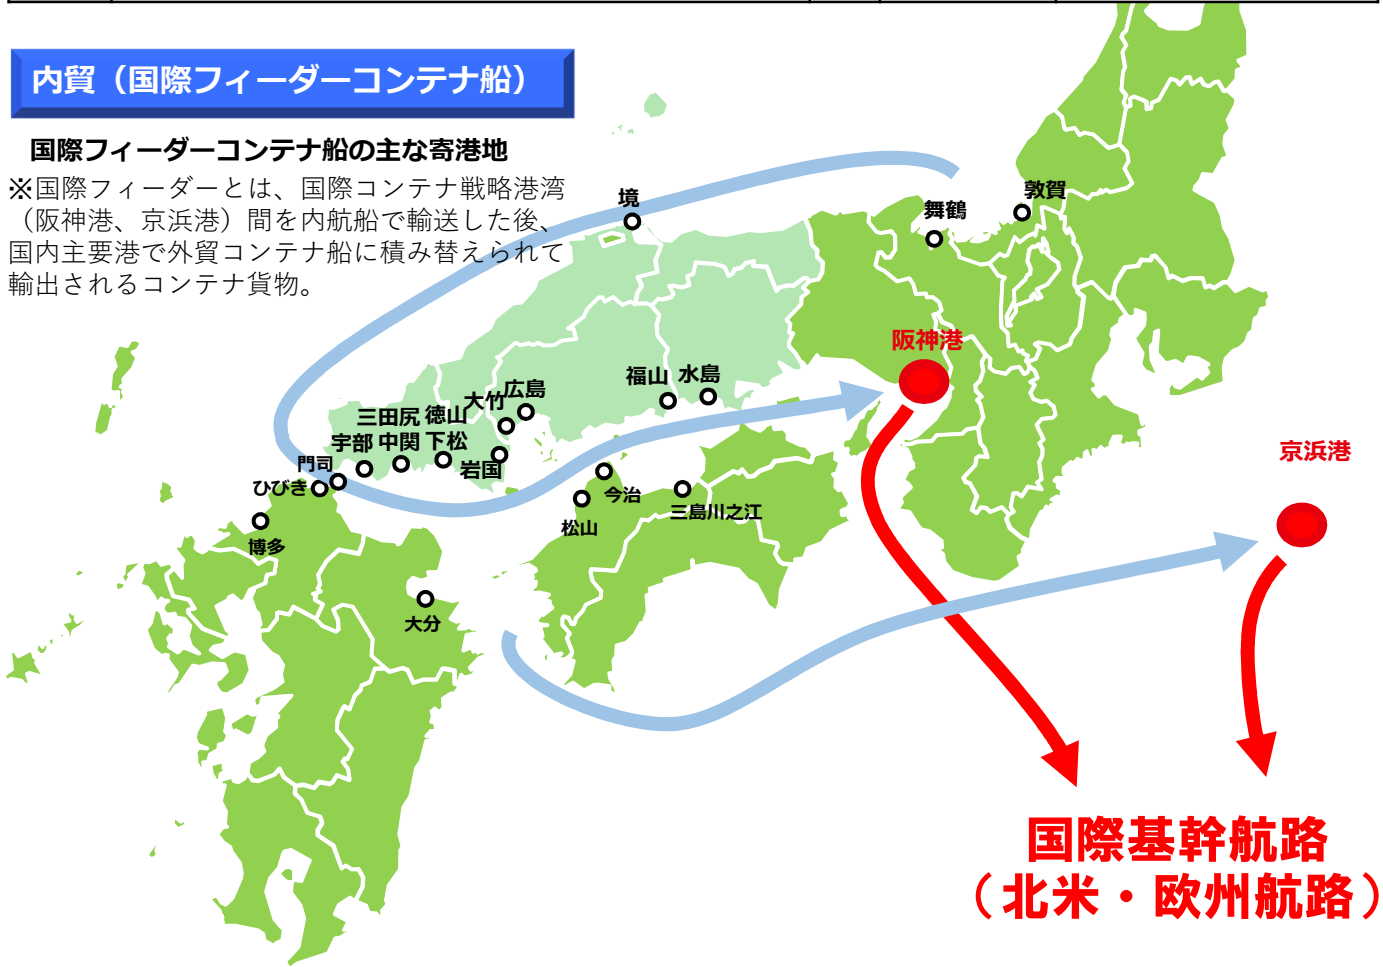 内貿（国際フィーダーコンテナ船）
国際フィーダーコンテナ船の主な寄港地
※国際フィーダーとは、国際コンテナ戦略港湾
（阪神港、京浜港）間を内航船で輸送した後、
国内主要港で外貿コンテナ船に積み替えられて
輸出されるコンテナ貨物。
境
敦賀
舞鶴
阪神港
福山
水島
広島
大竹
三田尻
中関
徳山
下松
宇部
岩国
門司
ひびき
博多
今治
松山
三島川之江
大分
京浜港
国際基幹航路
（北米・欧州航路）